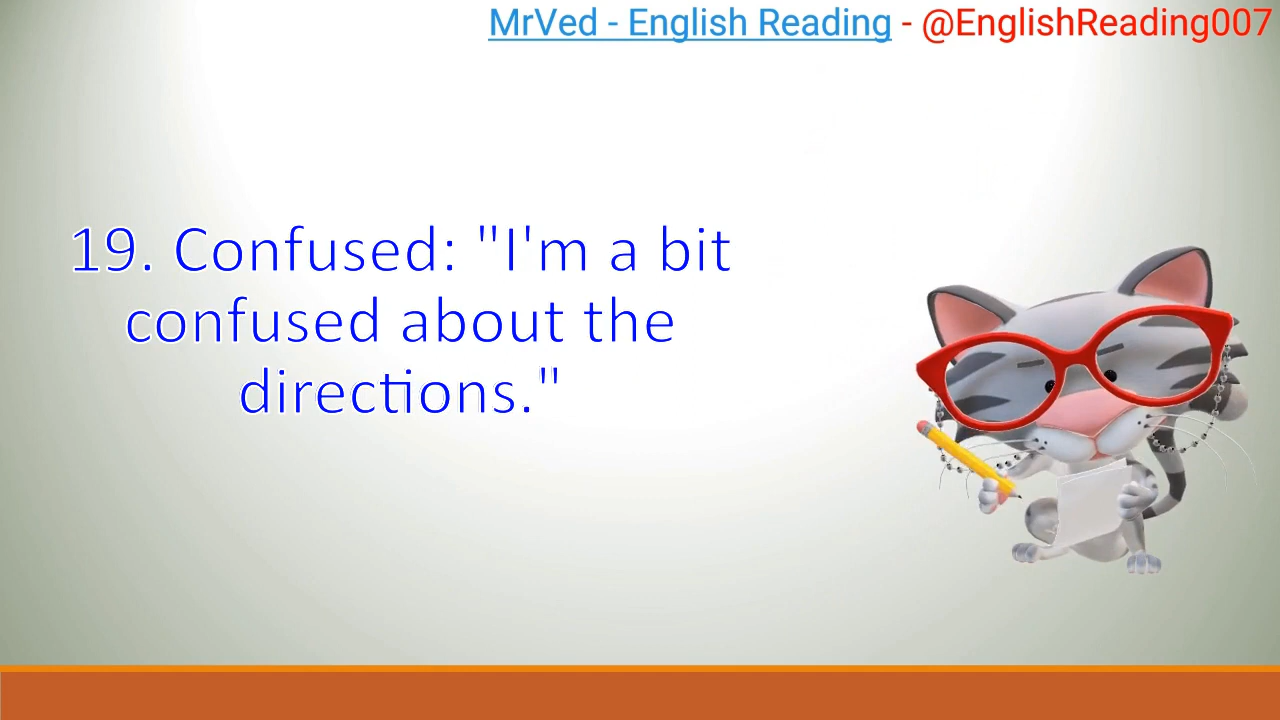 MrVed - English Reading - @EnglishReading007
19. Confused: "I'm a bit
confused about the
directions."